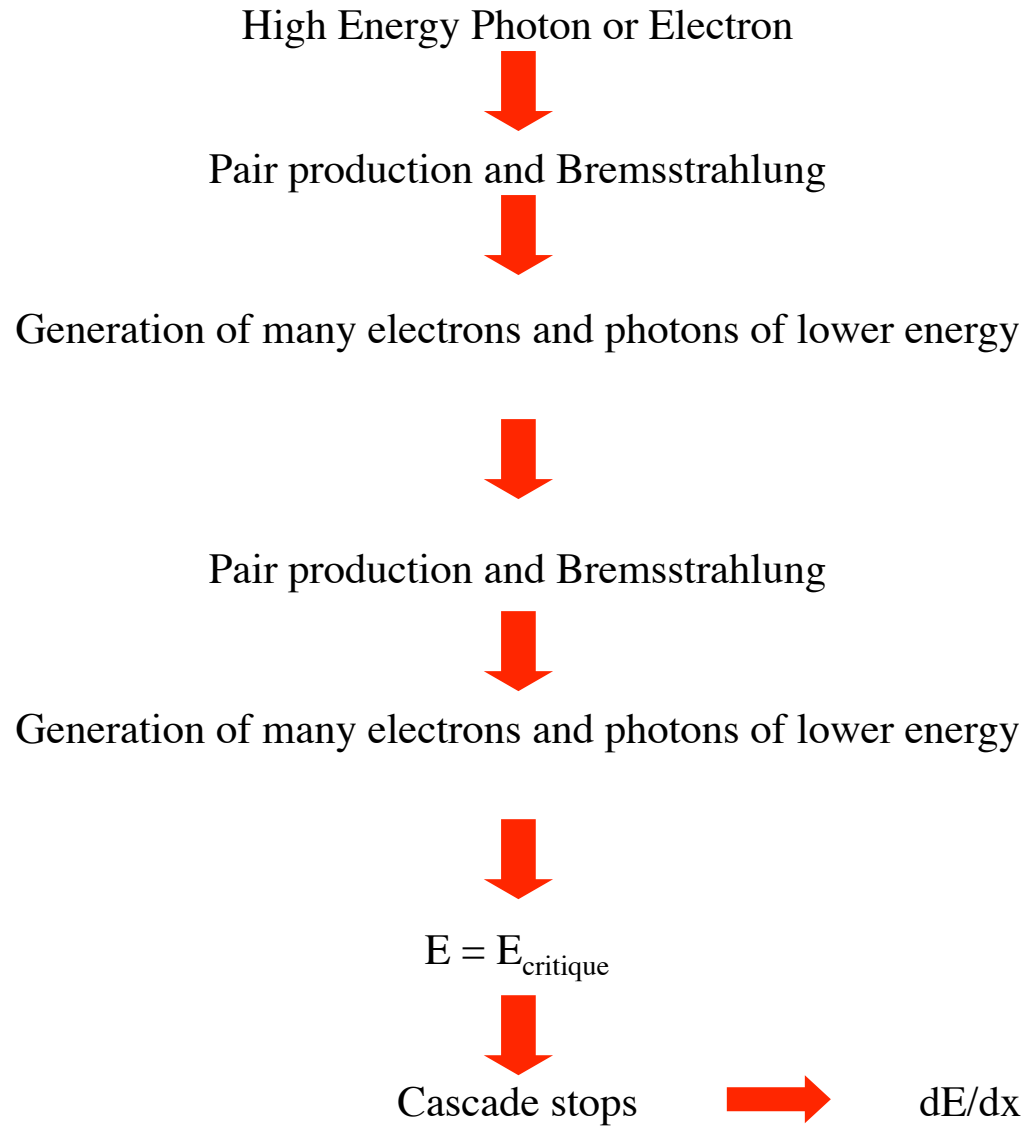 High Energy Photon or Electron
Pair production and Bremsstrahlung
Generation of many electrons and photons of lower energy
Pair production and Bremsstrahlung
Generation of many electrons and photons of lower energy
E = E_critique
Cascade stops dE/dx